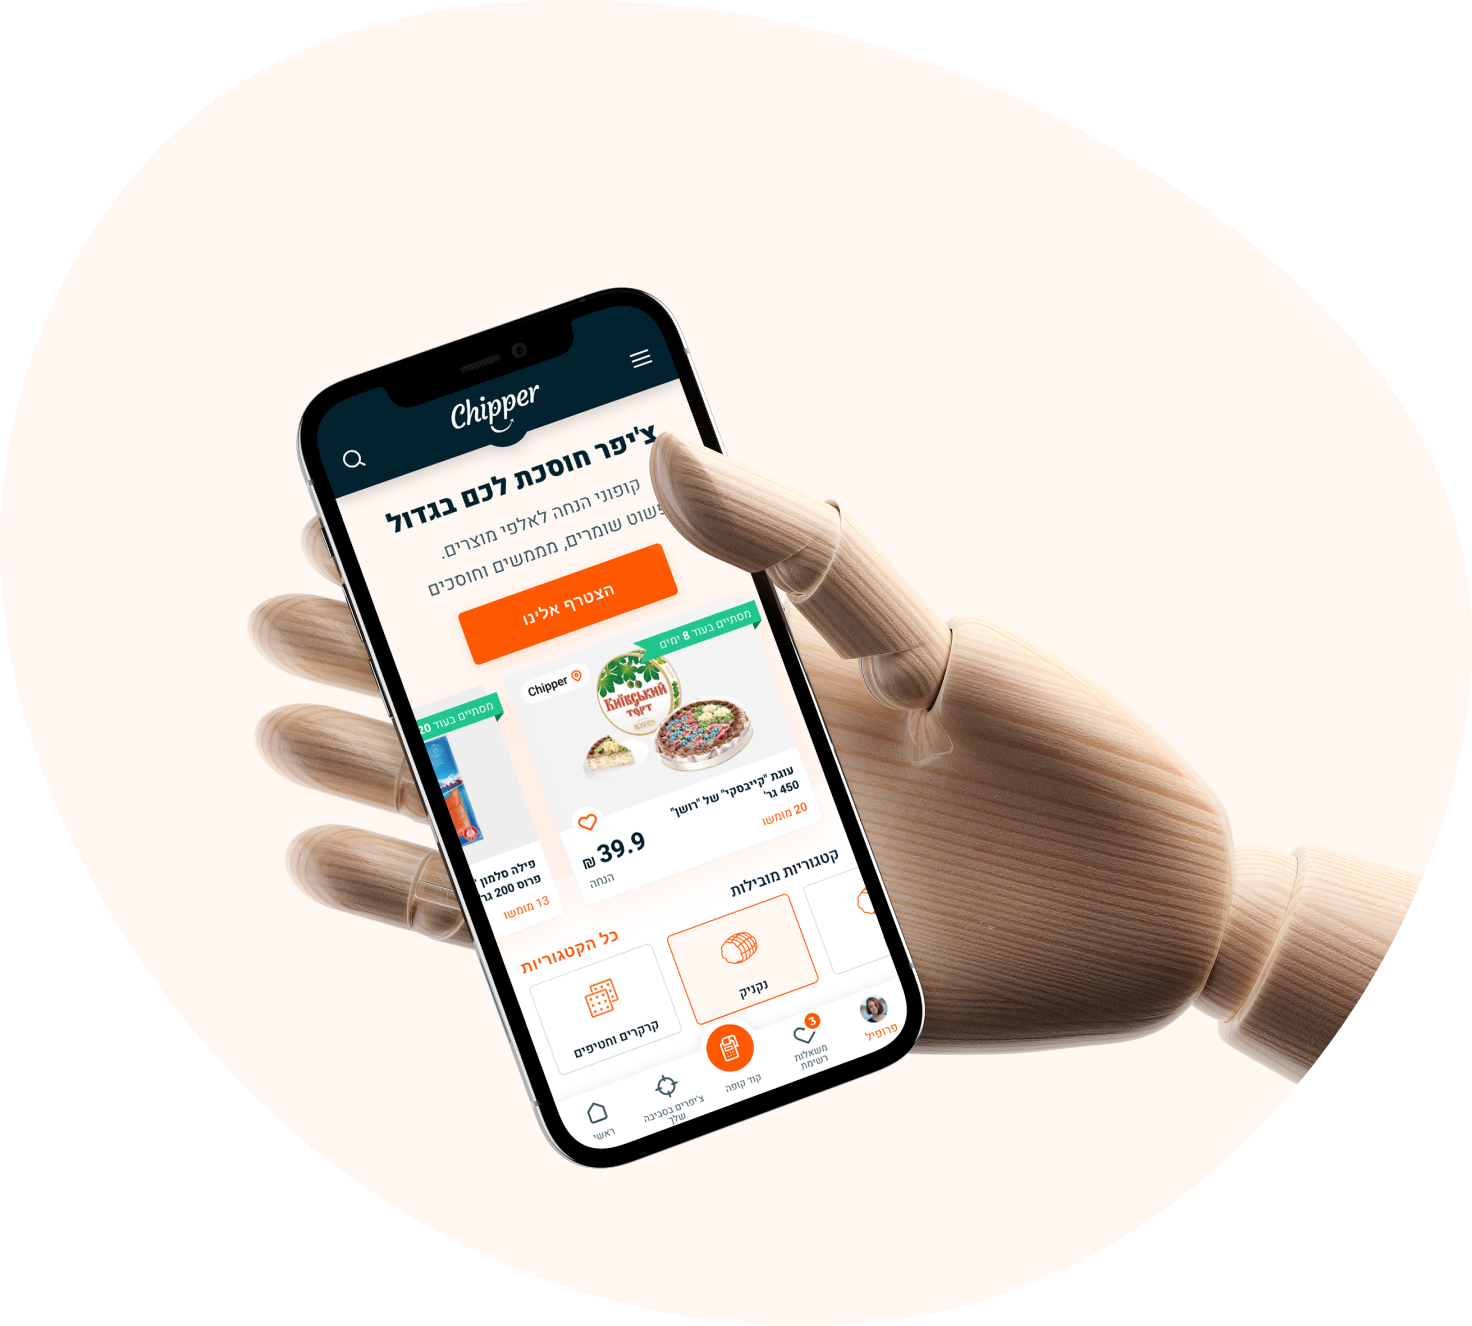 Chipper
צ'יפר חוסכת לכם בגדול
קופוני הנחה לאלפי מוצרים.
פשוט שומרים, מממשים וחוסכים
הצטרף אלינו
מסתיים בעוד 8 ימים
Chipper
КИЇВСЬКИЙ
ТОРТ
ROSHEN
עוגת "קייבסקי" של "רושן"
450 גר'
20 מומשו
39.9 ₪
הנחה
מסתיים בעוד 20
פילה סלמון
פרוס 200 גר
13 מומשו
קטגוריות מובילות
כל הקטגוריות
נקניק
קרקרים וחטיפים
פרופיל
3
משאלות
רשימת
קוד קופה
צ'יפרים בסביבה
שלך
ראשי